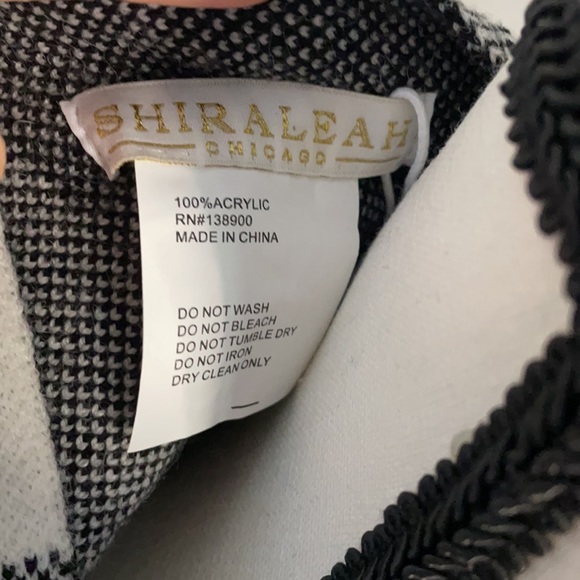 SHIRALEAH
CHICAGO
100%ACRYLIC
RN#138900
MADE IN CHINA
DO NOT WASH
DO NOT BLEACH
DO NOT TUMBLE DRY
DO NOT IRON
DRY CLEAN ONLY